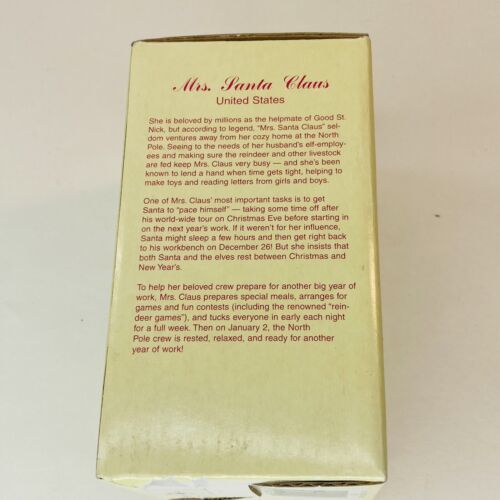 Mrs. Santa Claus
United States
She is beloved by millions as the helpmate of Good St.
Nick, but according to legend, "Mrs. Santa Claus" sel-
dom ventures away from her cozy home at the North
Pole. Seeing to the needs of her husband's elf-employ-
ees and making sure the reindeer and other livestock
are fed keep Mrs. Claus very busy — and she's been
known to lend a hand when time gets tight, helping to
make toys and reading letters from girls and boys.
One of Mrs. Claus' most important tasks is to get
Santa to "pace himself" — taking some time off after
his world-wide tour on Christmas Eve before starting in
on the next year's work. If it weren't for her influence,
Santa might sleep a few hours and then get right back
to his workbench on December 26! But she insists that
both Santa and the elves rest between Christmas and
New Year's.
To help her beloved crew prepare for another big year of
work, Mrs. Claus prepares special meals, arranges for
games and fun contests (including the renowned "rein-
deer games"), and tucks everyone in early each night
for a full week. Then on January 2, the North
Pole crew is rested, relaxed, and ready for another
year of work!